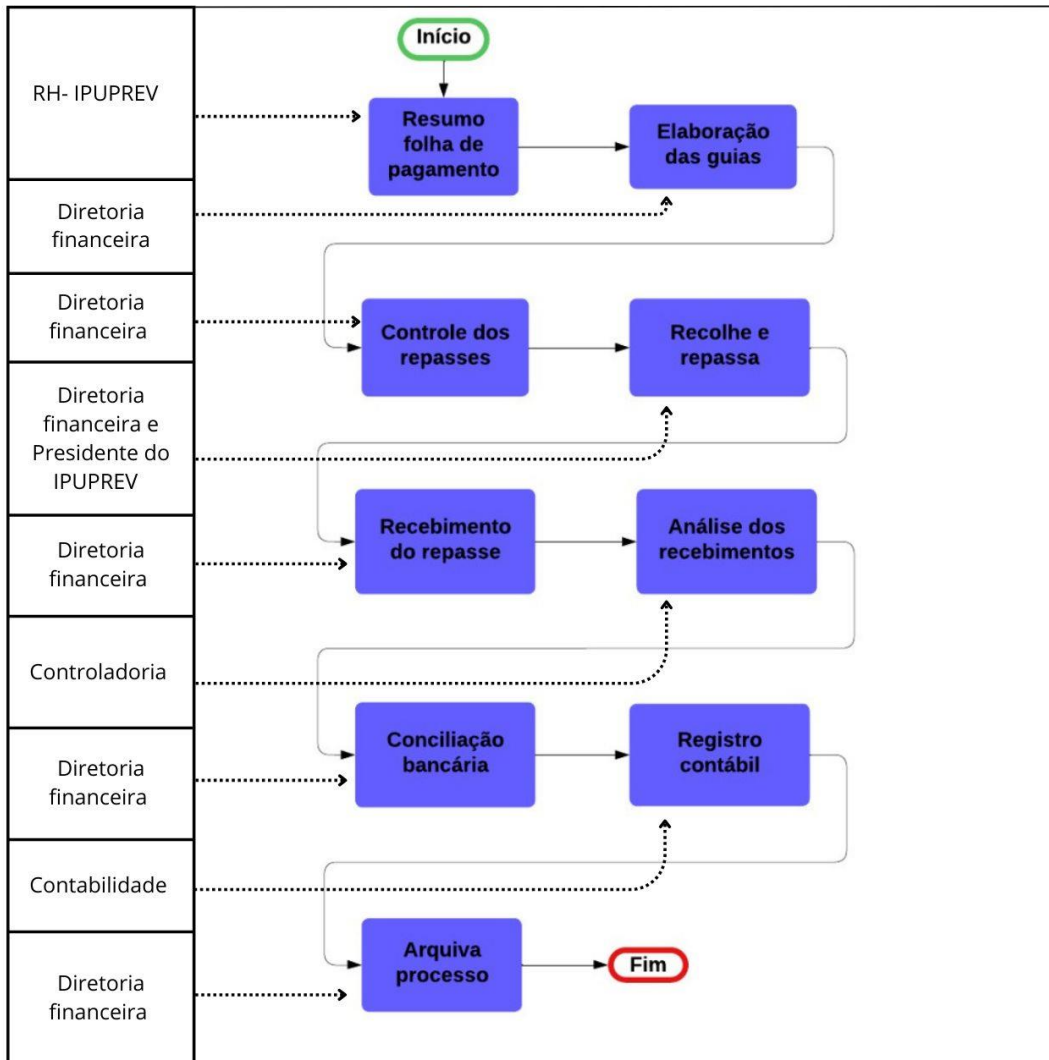 Início
RH- IPUPREV
Resumo
folha de
pagamento
Elaboração
das guias
Diretoria
financeira
Diretoria
financeira
Controle dos
repasses
Recolhe e
repassa
Diretoria
financeira e
Presidente do
IPUPREV
Recebimento
do repasse
Análise dos
recebimentos
Diretoria
financeira
Controladoria
Conciliação
bancária
Registro
contábil
Diretoria
financeira
Contabilidade
Arquiva
processo
Fim
Diretoria
financeira